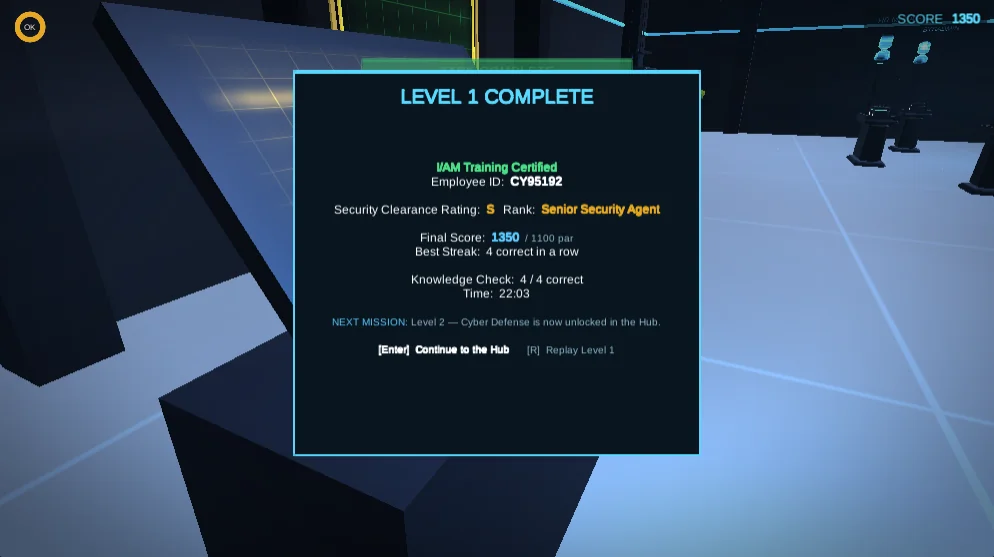 OK
SCORE 1350
LEVEL 1 COMPLETE
I/AM Training Certified
Employee ID: CY95192
Security Clearance Rating: S Rank: Senior Security Agent
Final Score: 1350 / 1100 par
Best Streak: 4 correct in a row
Knowledge Check: 4 / 4 correct
Time: 22:03
NEXT MISSION: Level 2 — Cyber Defense is now unlocked in the Hub.
[Enter] Continue to the Hub [R] Replay Level 1